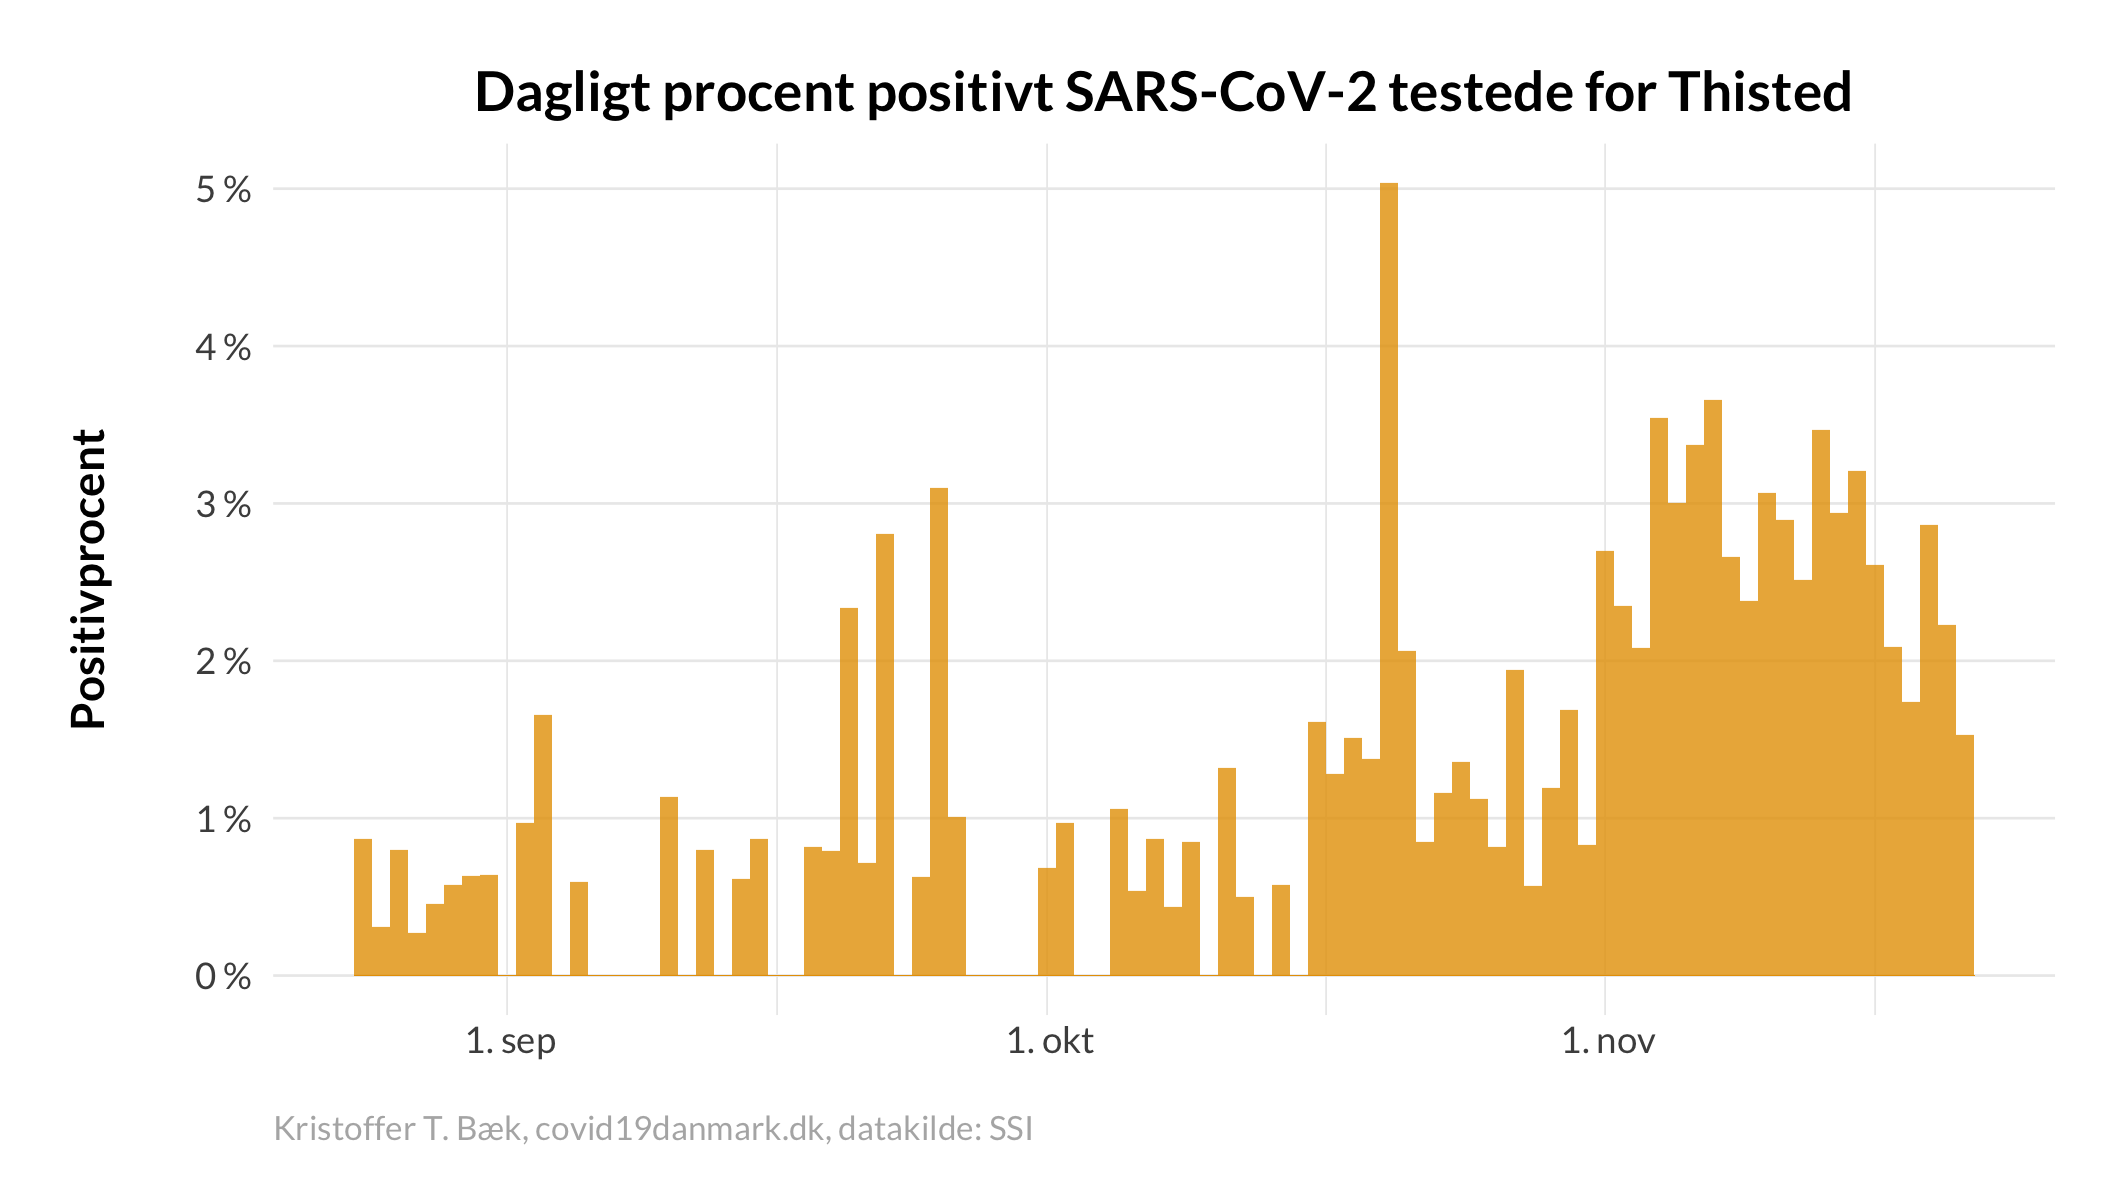 Dagligt procent positivt SARS-CoV-2 testede for Thisted
Positivprocent
5 %
4 %
3 %
2 %
1 %
0 %
1. sep
1. okt
1. nov
Kristoffer T. Bæk, covid19danmark.dk, datakilde: SSI